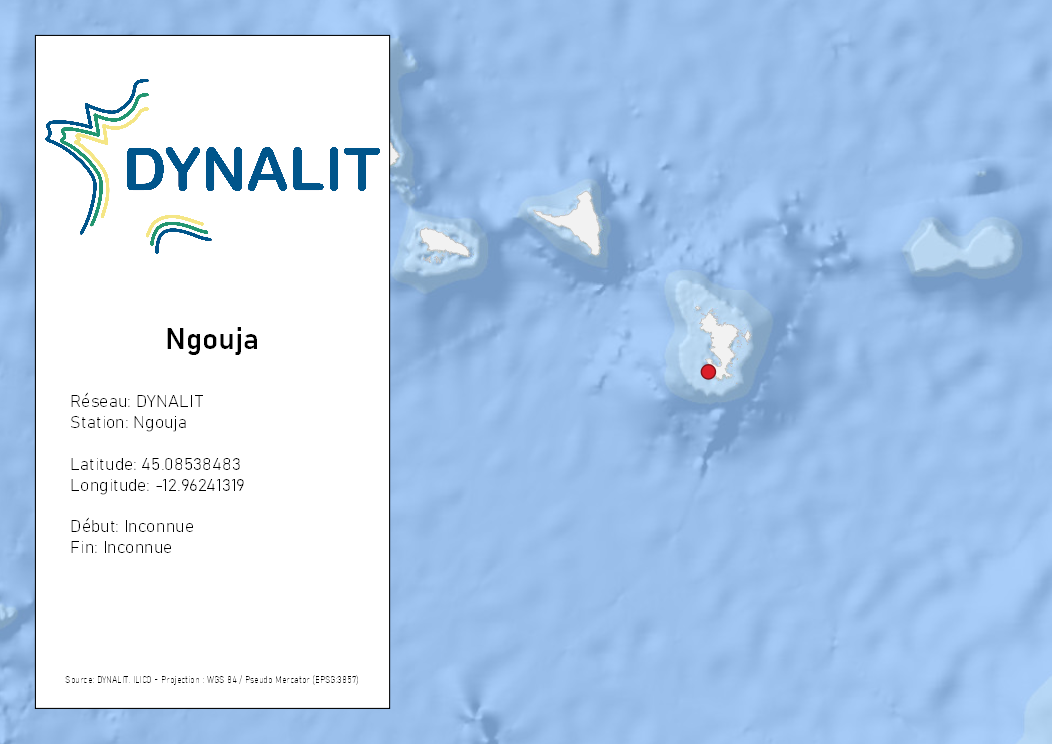 DYNALIT
Ngouja
Réseau: DYNALIT
Station: Ngouja
Latitude: 45.08538483
Longitude: -12.96241319
Début: Inconnue
Fin: Inconnue
Source: DYNALIT, ILICO - Projection : WGS 84 / Pseudo Mercator (EPSG:3857)